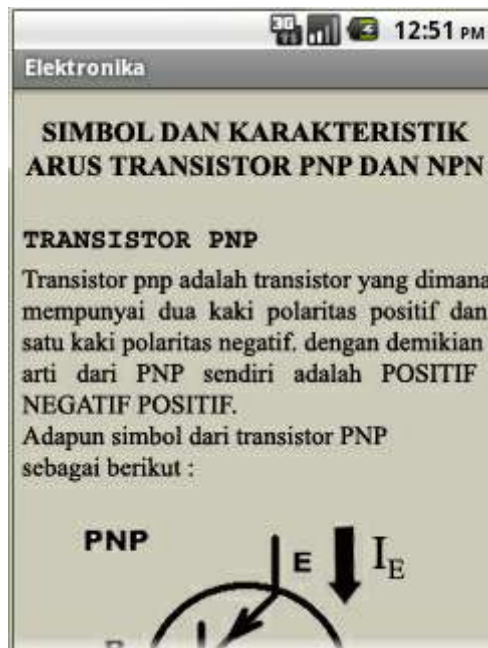 3G
12:51 PM
Elektronika
SIMBOL DAN KARAKTERISTIK
ARUS TRANSISTOR PNP DAN NPN
TRANSISTOR PNP
Transistor pnp adalah transistor yang dimana
mempunyai dua kaki polaritas positif dan
satu kaki polaritas negatif. dengan demikian
arti dari PNP sendiri adalah POSITIF
NEGATIF POSITIF.
Adapun simbol dari transistor PNP
sebagai berikut :
PNP
E
IE